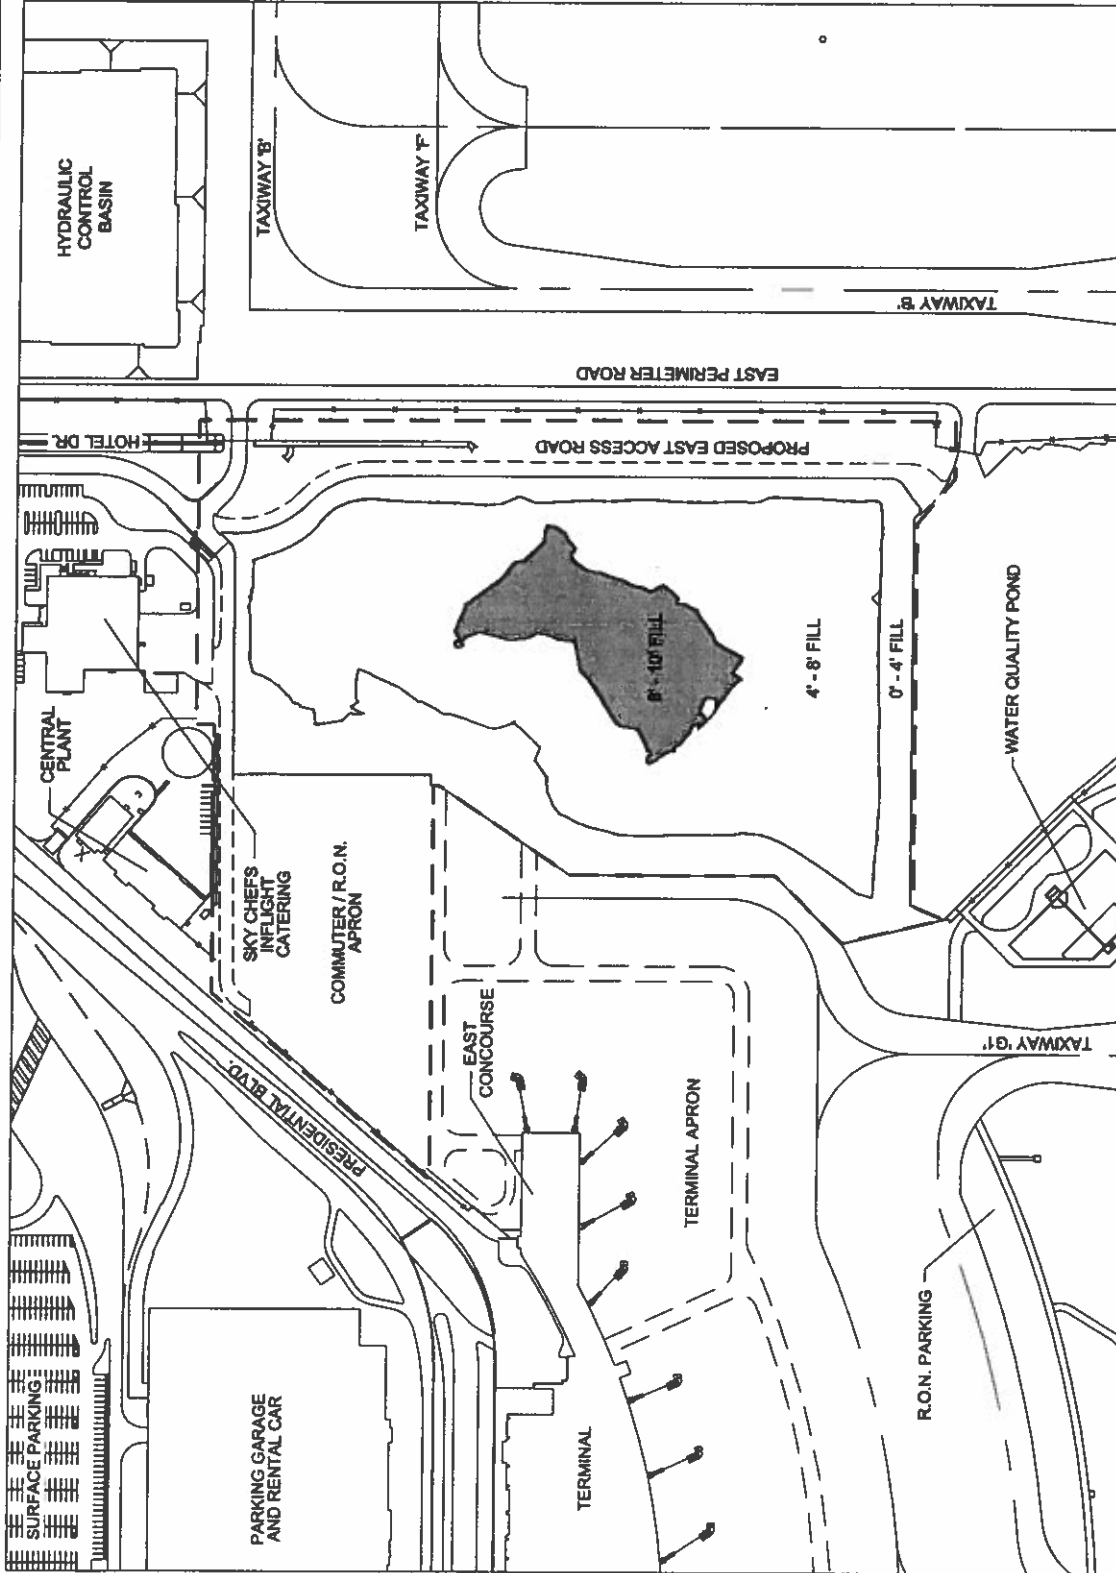 HYDRAULIC
CONTROL
BASIN
TAXIWAY 'B'
TAXIWAY 'F'
TAXIWAY 'B'
EAST PERIMETER ROAD
HOTEL DR.
PROPOSED EAST ACCESS ROAD
CENTRAL
PLANT
SKY CHEFS
INFLIGHT
CATERING
COMMUTER / R.O.N.
APRON
8' - 10' FILL
4' - 8' FILL
0' - 4' FILL
WATER QUALITY POND
PRESIDENTIAL BLVD.
EAST
CONCOURSE
TERMINAL APRON
TAXIWAY 'G1'
R.O.N. PARKING
SURFACE PARKING
PARKING GARAGE
AND RENTAL CAR
TERMINAL